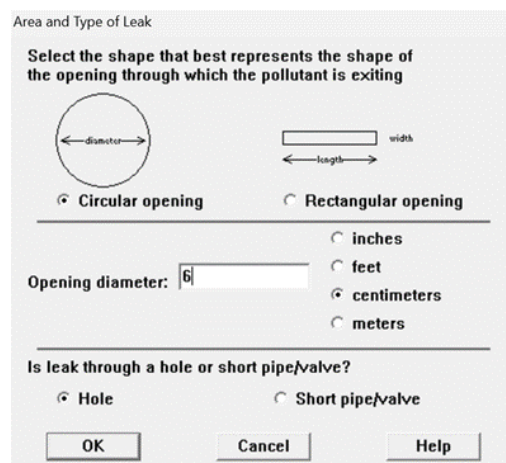 Area and Type of Leak
Select the shape that best represents the shape of
the opening through which the pollutant is exiting
diameter
width
length
Circular opening
Rectangular opening
inches
feet
Opening diameter: 6
centimeters
meters
Is leak through a hole or short pipe/valve?
Hole
Short pipe/valve
OK
Cancel
Help